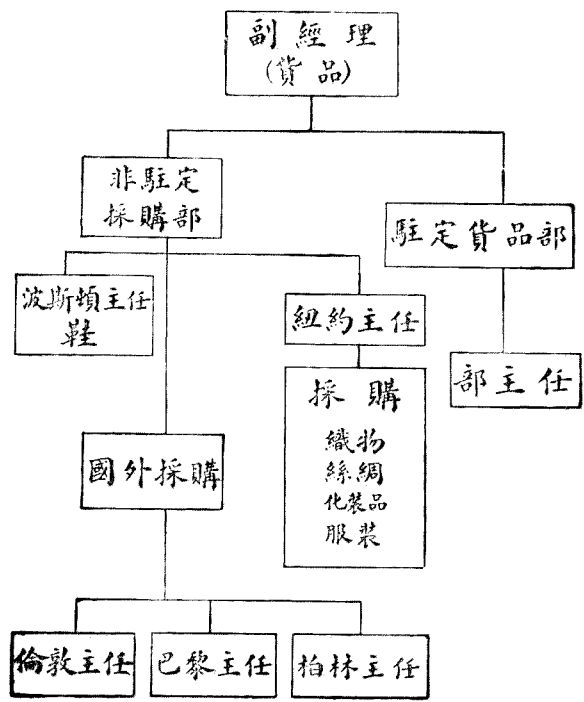 副經理
(貨品)
非駐定
採購部
駐定貨品部
波斯頓主任
鞋
紐約主任
部主任
採購
織物
絲綢
化裝品
服裝
國外採購
倫敦主任
巴黎主任
柏林主任